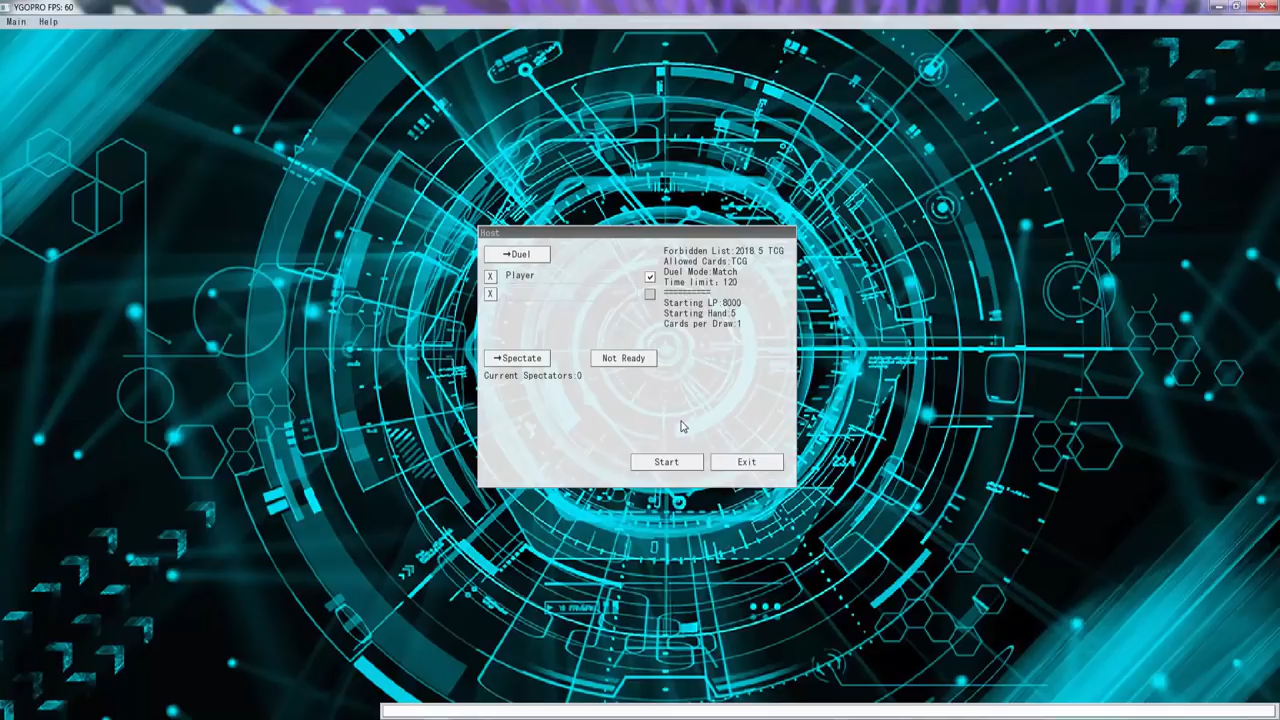 YGOPRO FPS: 60
Main Help
Host
→Duel
X Player
X
Forbidden List:2018.5 TCG
Allowed Cards:TCG
Duel Mode:Match
Time limit: 120
==========
Starting LP:8000
Starting Hand:5
Cards per Draw:1
→Spectate
Not Ready
Current Spectators:0
Start
Exit
23.4